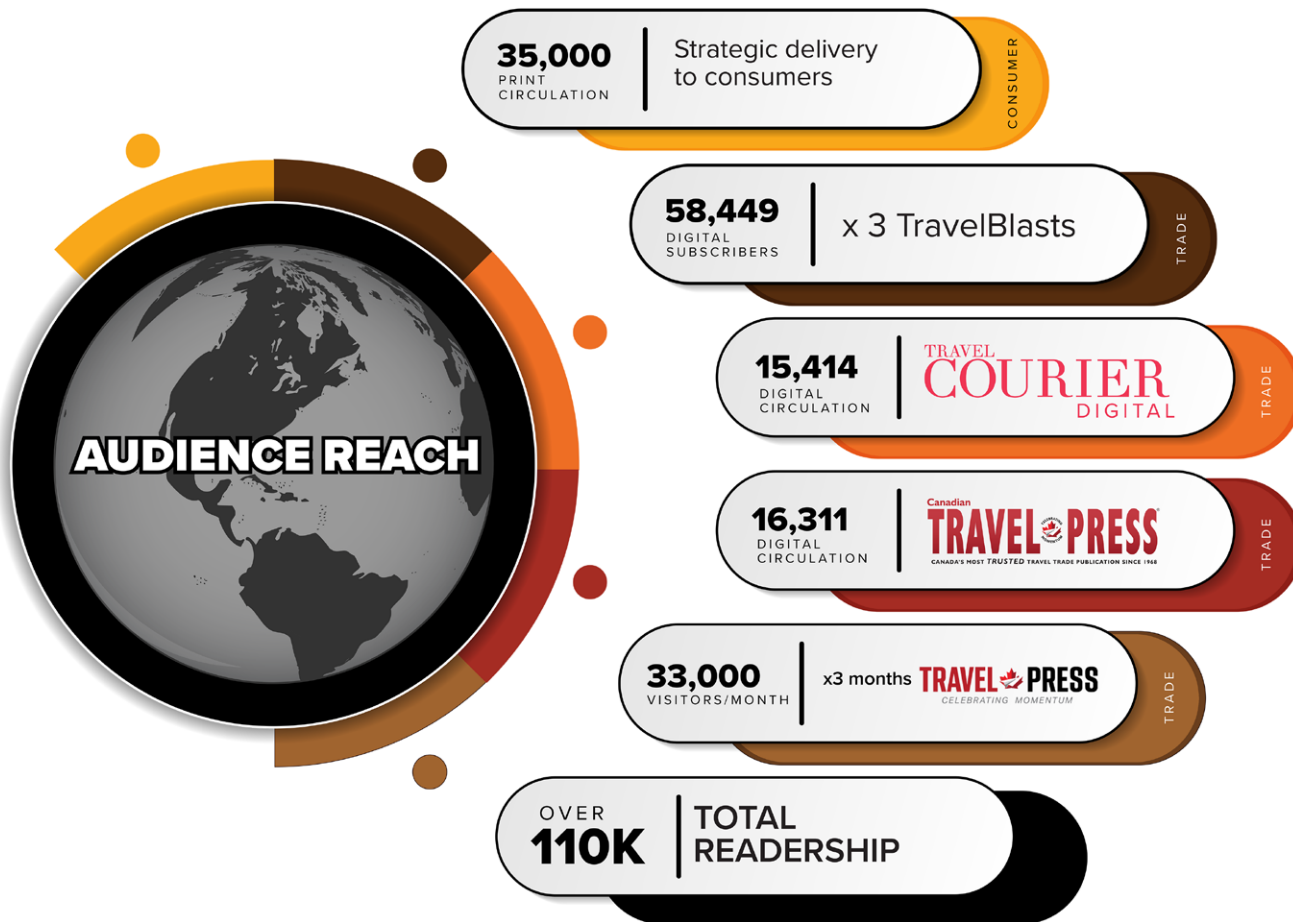 AUDIENCE REACH
35,000
PRINT
CIRCULATION
Strategic delivery
to consumers
CONSUMER
58,449
DIGITAL
SUBSCRIBERS
x 3 TravelBlasts
TRADE
15,414
DIGITAL
CIRCULATION
TRAVEL
COURIER
DIGITAL
TRADE
16,311
DIGITAL
CIRCULATION
Canadian
TRAVEL PRESS
CANADA'S MOST TRUSTED TRAVEL TRADE PUBLICATION SINCE 1968
TRADE
33,000
VISITORS/MONTH
x3 months TRAVEL PRESS
CELEBRATING MOMENTUM
TRADE
OVER
110K
TOTAL
READERSHIP